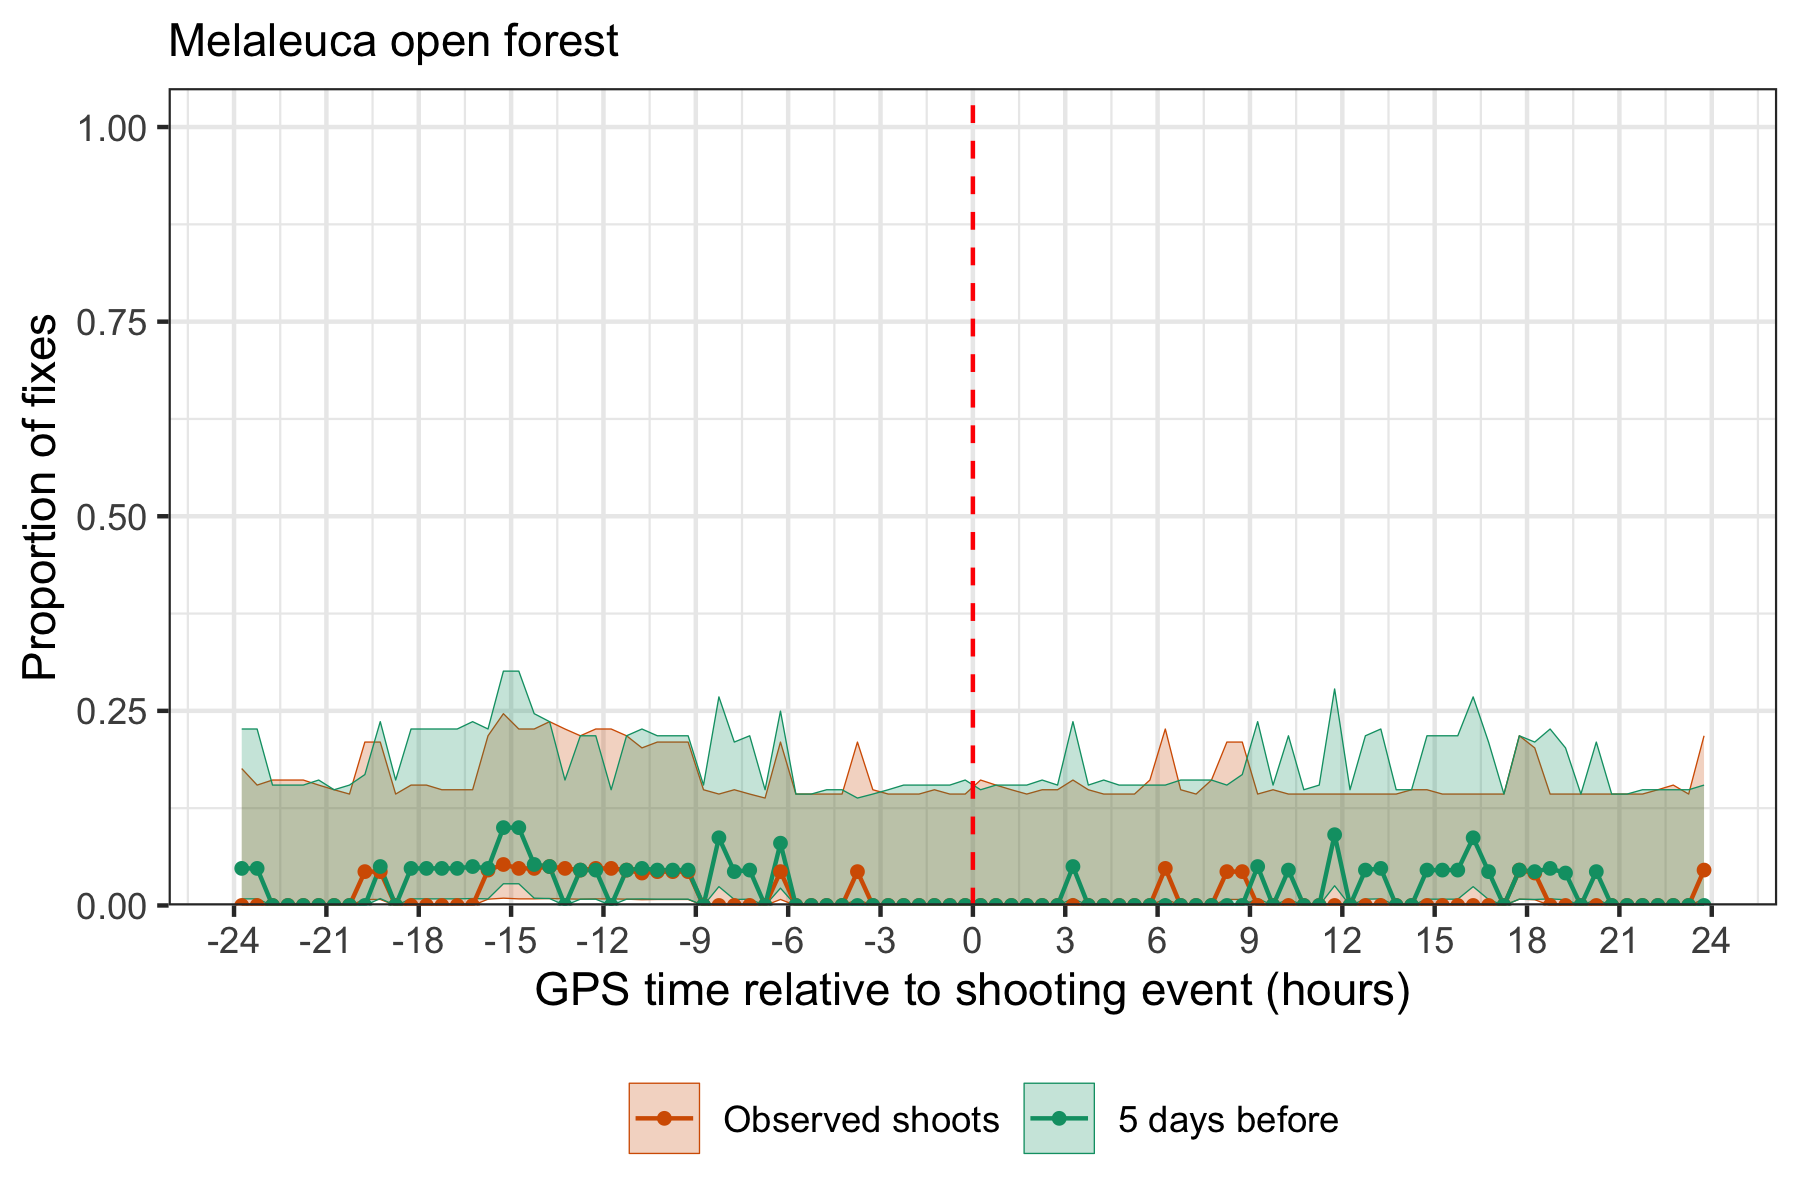 Melaleuca open forest
Proportion of fixes
1.00
0.75
0.50
0.25
0.00
-24 -21 -18 -15 -12 -9 -6 -3 0 3 6 9 12 15 18 21 24
GPS time relative to shooting event (hours)
Observed shoots 5 days before